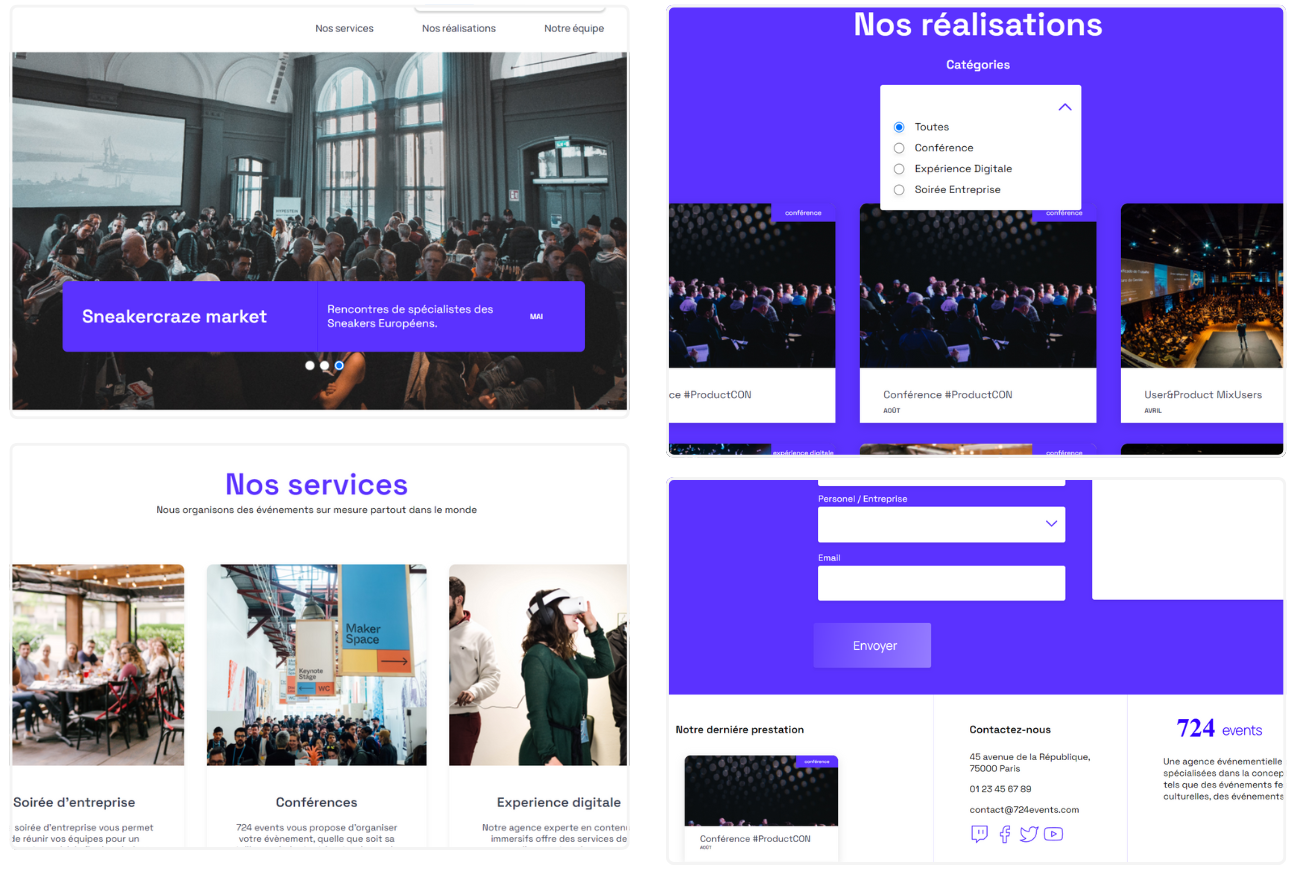 Nos services
Nos réalisations
Notre équipe
Sneakercraze market
Rencontres de spécialistes des
Sneakers Européens.
MAI
Nos services
Nous organisons des événements sur mesure partout dans le monde
Maker
Space
Keynote
Stage
WC
Soirée d'entreprise
soirée d'entreprise vous permet
de réunir vos équipes pour un
Conférences
724 events vous propose d'organiser
votre évènement, quelle que soit sa
Experience digitale
Notre agence experte en contenu
immersifs offre des services de
Nos réalisations
Catégories
Toutes
Conférence
Expérience Digitale
Soirée Entreprise
conférence
conférence
ce #ProductCON
Conférence #ProductCON
AOÛT
User&Product MixUsers
AVRIL
expérience digitale
conférence
Personel / Entreprise
Email
Envoyer
Notre derniére prestation
conférence
Conférence #ProductCON
AOÛT
Contactez-nous
45 avenue de la République,
75000 Paris
01 23 45 67 89
contact@724events.com
724 events
Une agence événementielle
spécialisées dans la concep
tels que des événements fe
culturelles, des événements